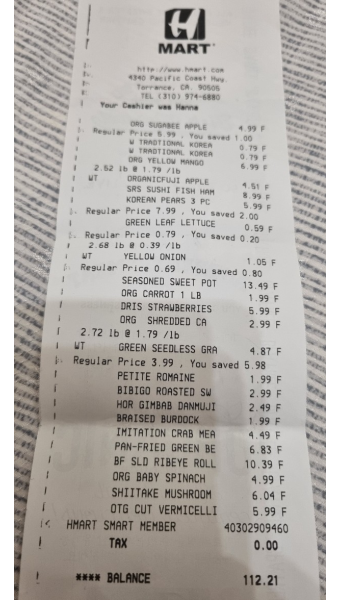 H
MART
http://www.hmart.com
4340 Pacific Coast Hwy.
Torrance, CA. 90505
TEL (310) 974-6880
Your Cashier was Hanna
ORG SUGABEE APPLE 4.99 F
Regular Price 5.99 , You saved 1.00
W TRADTIONAL KOREA 0.79 F
W TRADTIONAL KOREA 0.79 F
ORG YELLOW MANGO 6.99 F
2.52 lb @ 1.79 /lb
WT ORGANICFUJI APPLE 4.51 F
SRS SUSHI FISH HAM 8.99 F
KOREAN PEARS 3 PC 5.99 F
Regular Price 7.99 , You saved 2.00
GREEN LEAF LETTUCE 0.59 F
Regular Price 0.79 , You saved 0.20
2.68 lb @ 0.39 /lb
WT YELLOW ONION 1.05 F
Regular Price 0.69 , You saved 0.80
SEASONED SWEET POT 13.49 F
ORG CARROT 1 LB 1.99 F
DRIS STRAWBERRIES 5.99 F
ORG SHREDDED CA 2.99 F
2.72 lb @ 1.79 /lb
WT GREEN SEEDLESS GRA 4.87 F
Regular Price 3.99 , You saved 5.98
PETITE ROMAINE 1.99 F
BIBIGO ROASTED SW 2.99 F
HOR GIMBAB DANMUJI 2.49 F
BRAISED BURDOCK 1.99 F
IMITATION CRAB MEA 4.49 F
PAN-FRIED GREEN BE 6.83 F
BF SLD RIBEYE ROLL 10.39 F
ORG BABY SPINACH 4.99 F
SHIITAKE MUSHROOM 6.04 F
OTG CUT VERMICELLI 5.99 F
HMART SMART MEMBER 40302909460
TAX 0.00
**** BALANCE 112.21